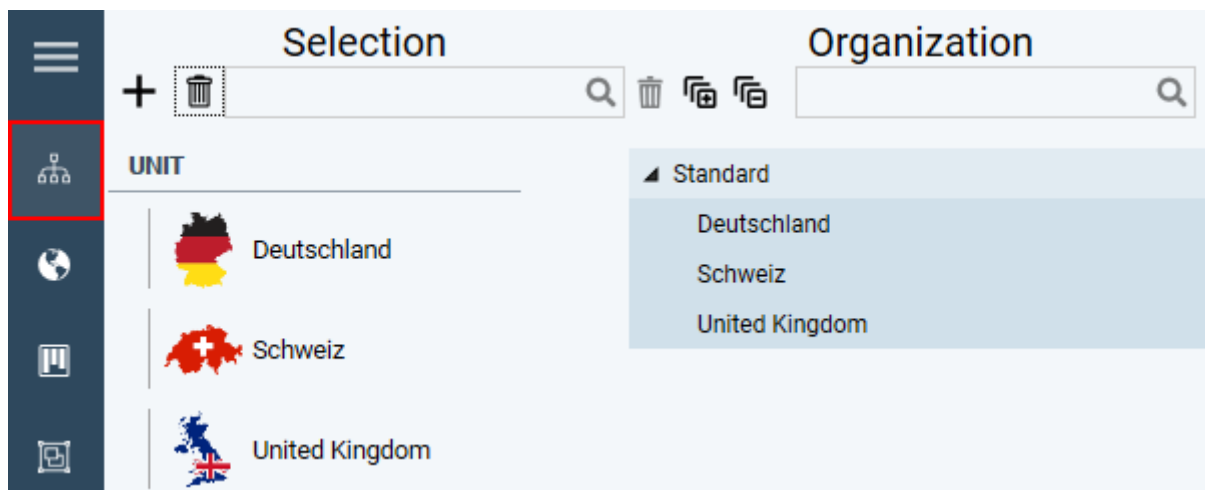 Selection
Organization
UNIT
Deutschland
Schweiz
United Kingdom
Standard
Deutschland
Schweiz
United Kingdom